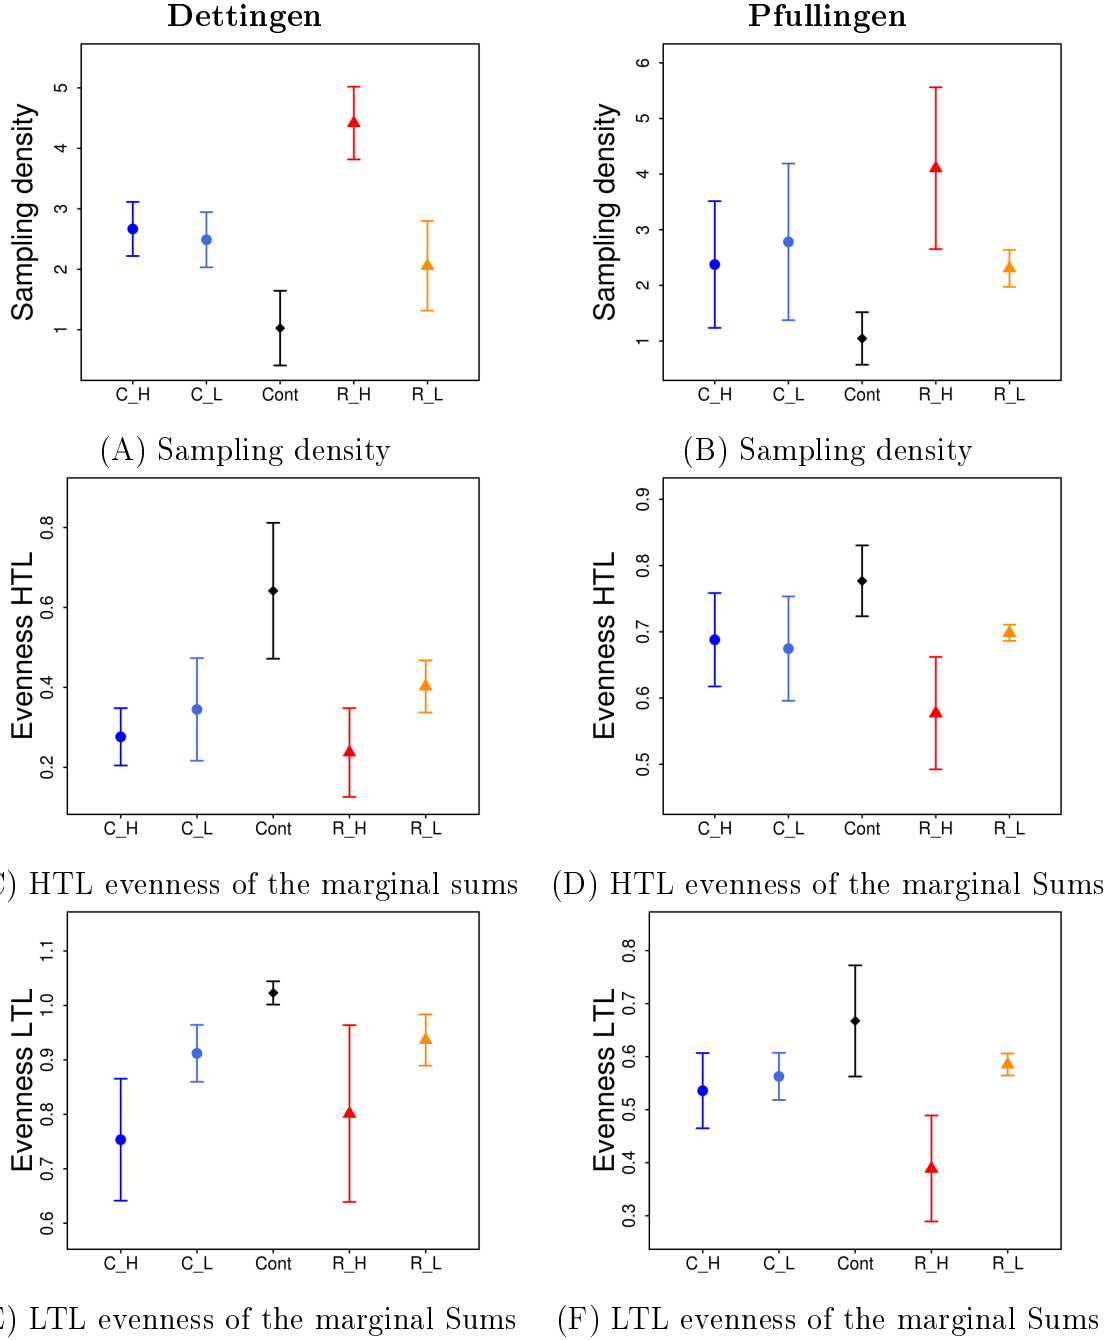 Dettingen
Pfullingen
Sampling density
5
4
3
2
1
C_H C_L Cont R_H R_L
(A) Sampling density
Sampling density
6
5
4
3
2
1
C_H C_L Cont R_H R_L
(B) Sampling density
Evenness HTL
0.8
0.6
0.4
0.2
C_H C_L Cont R_H R_L
C) HTL evenness of the marginal sums
Evenness HTL
0.9
0.8
0.7
0.6
0.5
C_H C_L Cont R_H R_L
(D) HTL evenness of the marginal Sums
Evenness LTL
1.1
1.0
0.9
0.8
0.7
0.6
C_H C_L Cont R_H R_L
E) LTL evenness of the marginal Sums
Evenness LTL
0.8
0.7
0.6
0.5
0.4
0.3
C_H C_L Cont R_H R_L
(F) LTL evenness of the marginal Sums